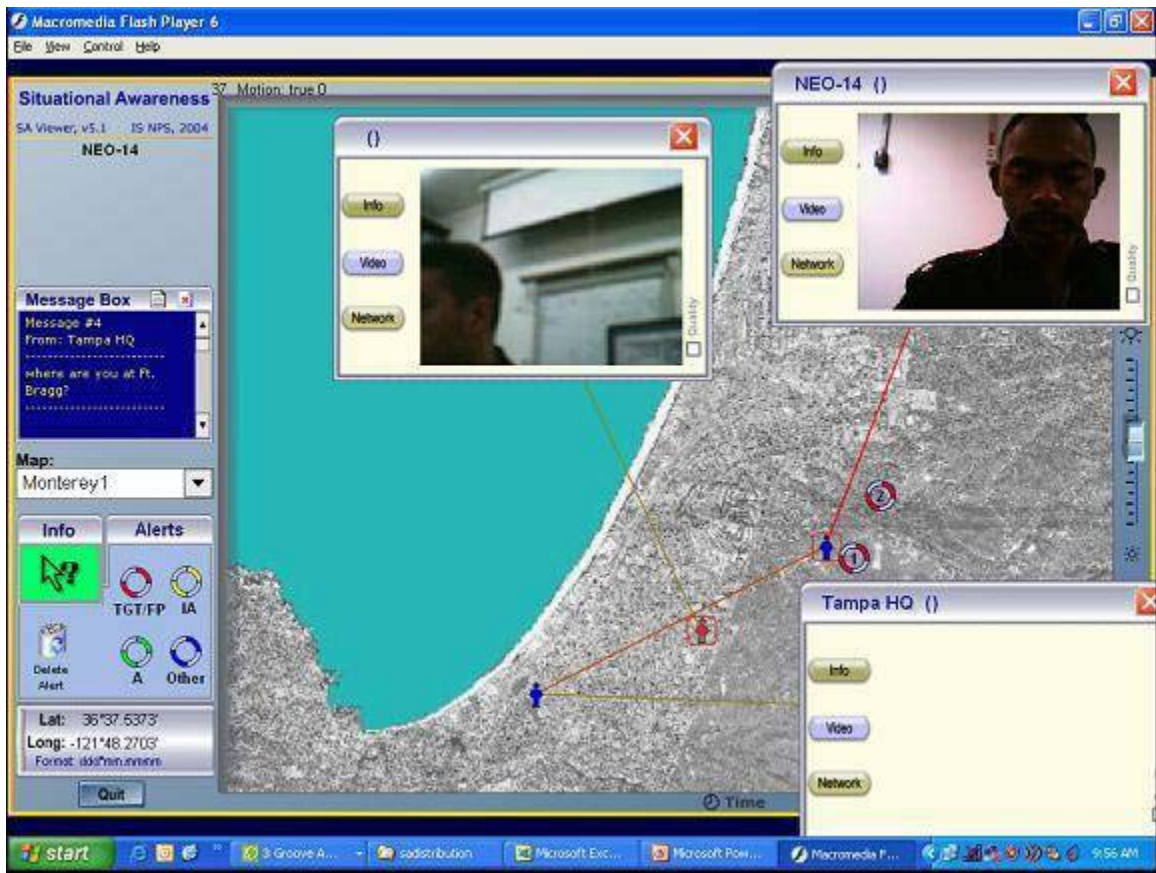 Macromedia Flash Player 6
File View Control Help
Situational Awareness
SA Viewer, v5.1 IS NPS, 2004
NEO-14
37 Motion: true 0
()
Info
Video
Network
Quality
NEO-14 ()
Info
Video
Network
Quality
Message Box
Message #4
From: Tampa HQ
------------------------
where are you at Ft.
Bragg?
------------------------
Map:
Monterey1
Info
Alerts
TGT/FP IA
Delete
Alert
A Other
2
1
Tampa HQ ()
Info
Video
Network
Lat: 36°37.5373'
Long: -121°48.2703'
Format: ddd°mm.mmmm
Quit
Time
start
3 Groove A...
sadistribution
Microsoft Exc...
Microsoft Pow...
Macromedia F...
9:56 AM